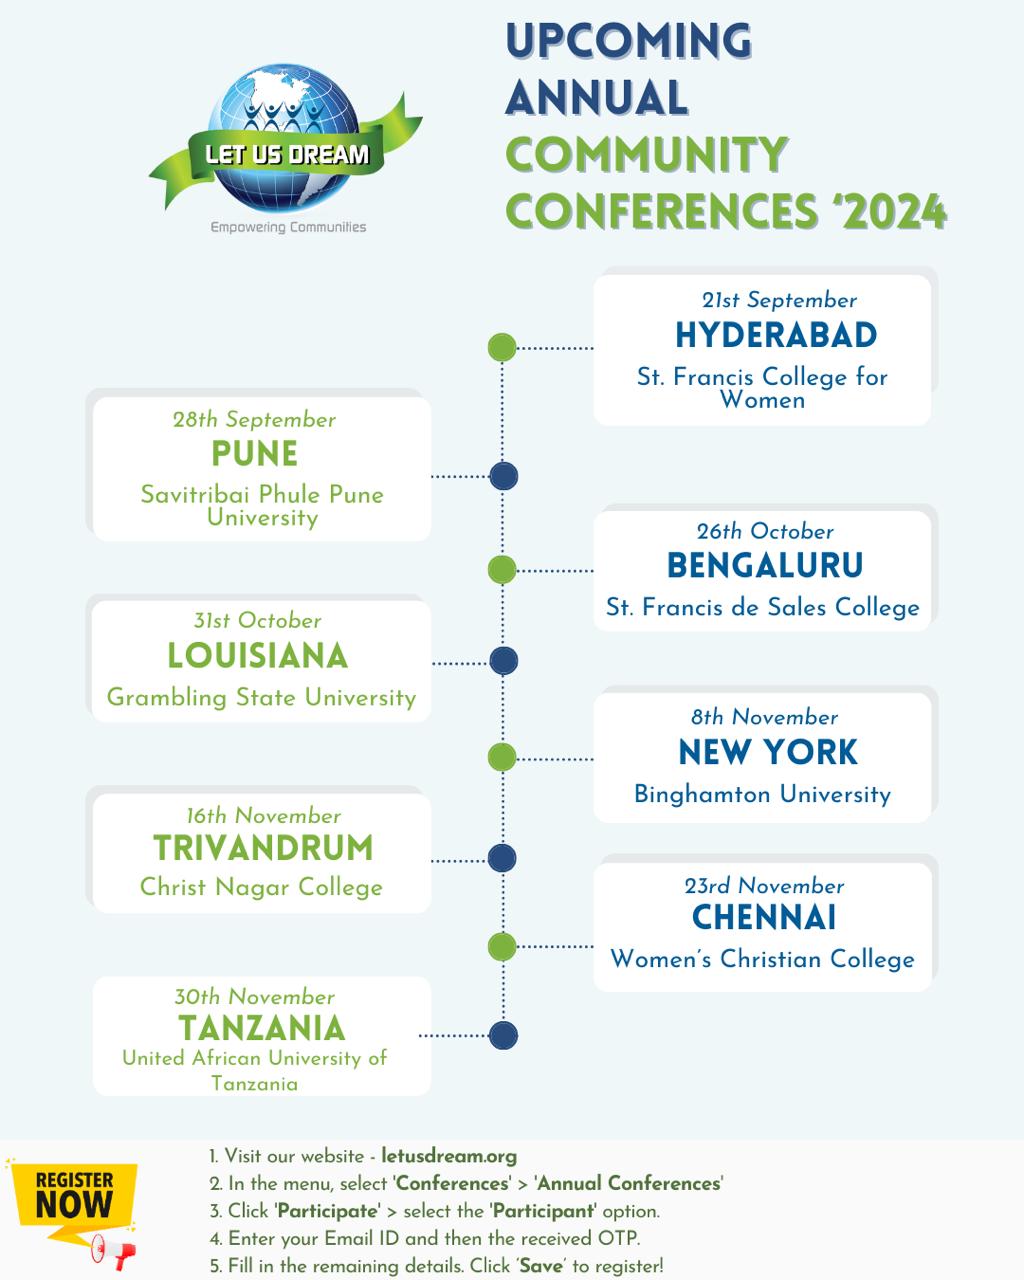 LET US DREAM
Empowering Communities
UPCOMING
ANNUAL
COMMUNITY
CONFERENCES ‘2024
21st September
HYDERABAD
St. Francis College for
Women
28th September
PUNE
Savitribai Phule Pune
University
26th October
BENGALURU
St. Francis de Sales College
31st October
LOUISIANA
Grambling State University
8th November
NEW YORK
Binghamton University
16th November
TRIVANDRUM
Christ Nagar College
23rd November
CHENNAI
Women’s Christian College
30th November
TANZANIA
United African University of
Tanzania
REGISTER
NOW
1. Visit our website - letusdream.org
2. In the menu, select 'Conferences' > 'Annual Conferences'
3. Click 'Participate' > select the 'Participant' option.
4. Enter your Email ID and then the received OTP.
5. Fill in the remaining details. Click ‘Save’ to register!